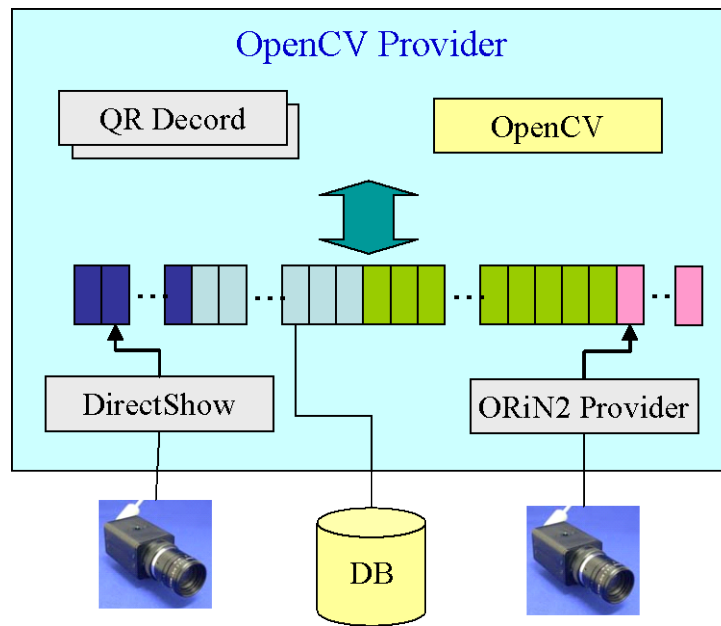 OpenCV Provider
QR Decord
OpenCV
DirectShow
ORiN2 Provider
DB